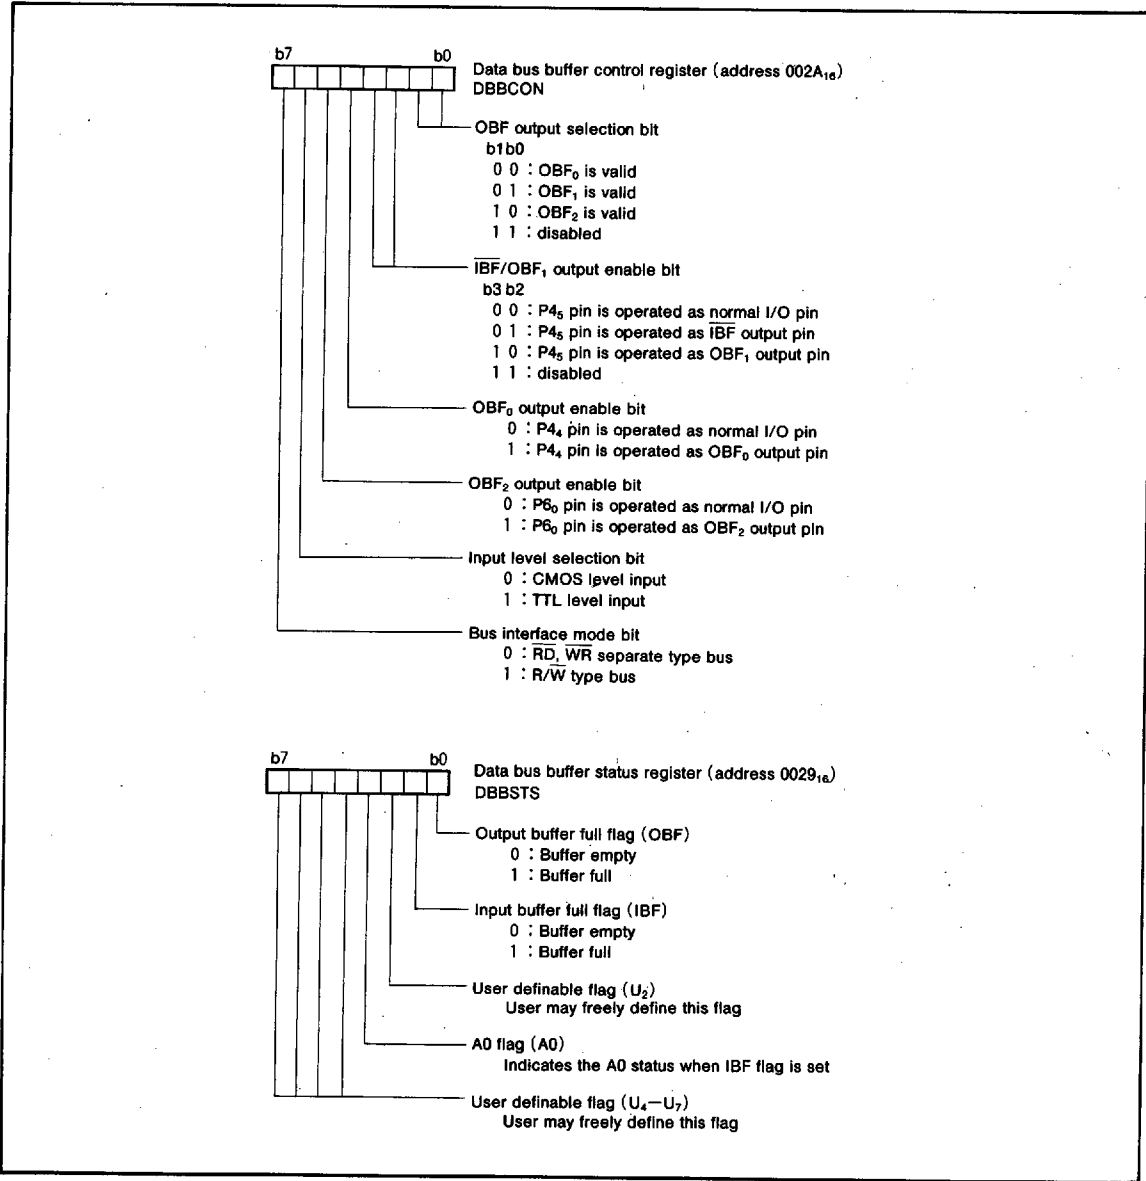 b7 b0
Data bus buffer control register (address 002A₁₆)
DBBCON
OBF output selection bit
b1 b0
0 0 : OBF₀ is valid
0 1 : OBF₁ is valid
1 0 : OBF₂ is valid
1 1 : disabled
I̅B̅F̅/OBF₁ output enable bit
b3 b2
0 0 : P4₅ pin is operated as normal I/O pin
0 1 : P4₅ pin is operated as I̅B̅F̅ output pin
1 0 : P4₅ pin is operated as OBF₁ output pin
1 1 : disabled
OBF₀ output enable bit
0 : P4₄ pin is operated as normal I/O pin
1 : P4₄ pin is operated as OBF₀ output pin
OBF₂ output enable bit
0 : P6₀ pin is operated as normal I/O pin
1 : P6₀ pin is operated as OBF₂ output pin
Input level selection bit
0 : CMOS level input
1 : TTL level input
Bus interface mode bit
0 : R̅D̅, W̅R̅ separate type bus
1 : R/W̅ type bus
b7 b0
Data bus buffer status register (address 0029₁₆)
DBBSTS
Output buffer full flag (OBF)
0 : Buffer empty
1 : Buffer full
Input buffer full flag (IBF)
0 : Buffer empty
1 : Buffer full
User definable flag (U₂)
User may freely define this flag
A0 flag (A0)
Indicates the A0 status when IBF flag is set
User definable flag (U₄—U₇)
User may freely define this flag